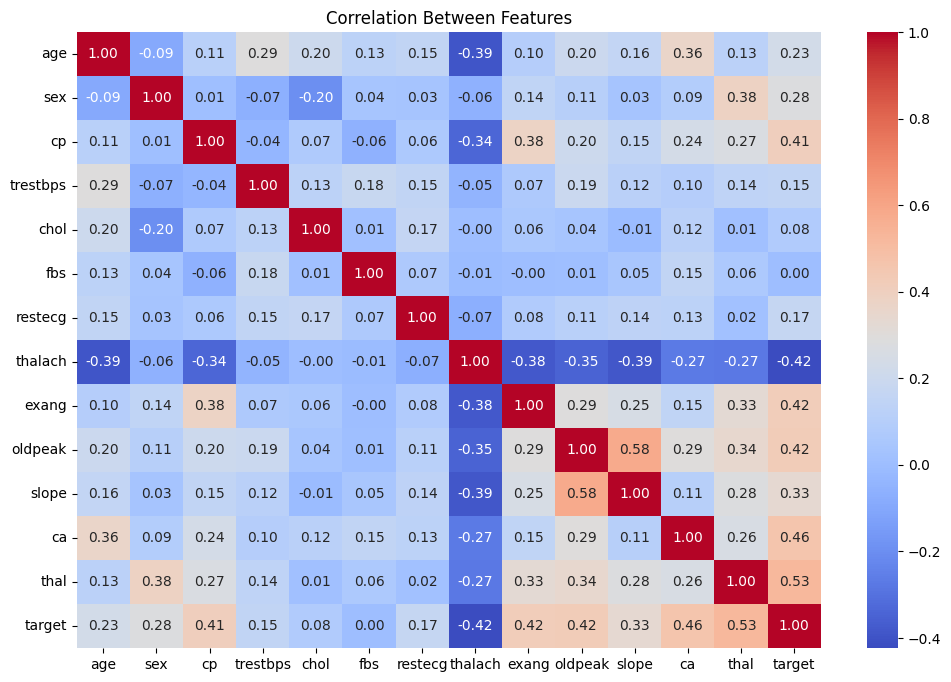 Correlation Between Features
age 1.00 -0.09 0.11 0.29 0.20 0.13 0.15 -0.39 0.10 0.20 0.16 0.36 0.13 0.23
sex -0.09 1.00 0.01 -0.07 -0.20 0.04 0.03 -0.06 0.14 0.11 0.03 0.09 0.38 0.28
cp 0.11 0.01 1.00 -0.04 0.07 -0.06 0.06 -0.34 0.38 0.20 0.15 0.24 0.27 0.41
trestbps 0.29 -0.07 -0.04 1.00 0.13 0.18 0.15 -0.05 0.07 0.19 0.12 0.10 0.14 0.15
chol 0.20 -0.20 0.07 0.13 1.00 0.01 0.17 -0.00 0.06 0.04 -0.01 0.12 0.01 0.08
fbs 0.13 0.04 -0.06 0.18 0.01 1.00 0.07 -0.01 -0.00 0.01 0.05 0.15 0.06 0.00
restecg 0.15 0.03 0.06 0.15 0.17 0.07 1.00 -0.07 0.08 0.11 0.14 0.13 0.02 0.17
thalach -0.39 -0.06 -0.34 -0.05 -0.00 -0.01 -0.07 1.00 -0.38 -0.35 -0.39 -0.27 -0.27 -0.42
exang 0.10 0.14 0.38 0.07 0.06 -0.00 0.08 -0.38 1.00 0.29 0.25 0.15 0.33 0.42
oldpeak 0.20 0.11 0.20 0.19 0.04 0.01 0.11 -0.35 0.29 1.00 0.58 0.29 0.34 0.42
slope 0.16 0.03 0.15 0.12 -0.01 0.05 0.14 -0.39 0.25 0.58 1.00 0.11 0.28 0.33
ca 0.36 0.09 0.24 0.10 0.12 0.15 0.13 -0.27 0.15 0.29 0.11 1.00 0.26 0.46
thal 0.13 0.38 0.27 0.14 0.01 0.06 0.02 -0.27 0.33 0.34 0.28 0.26 1.00 0.53
target 0.23 0.28 0.41 0.15 0.08 0.00 0.17 -0.42 0.42 0.42 0.33 0.46 0.53 1.00
age sex cp trestbps chol fbs restecg thalach exang oldpeak slope ca thal target
1.0
0.8
0.6
0.4
0.2
0.0
-0.2
-0.4